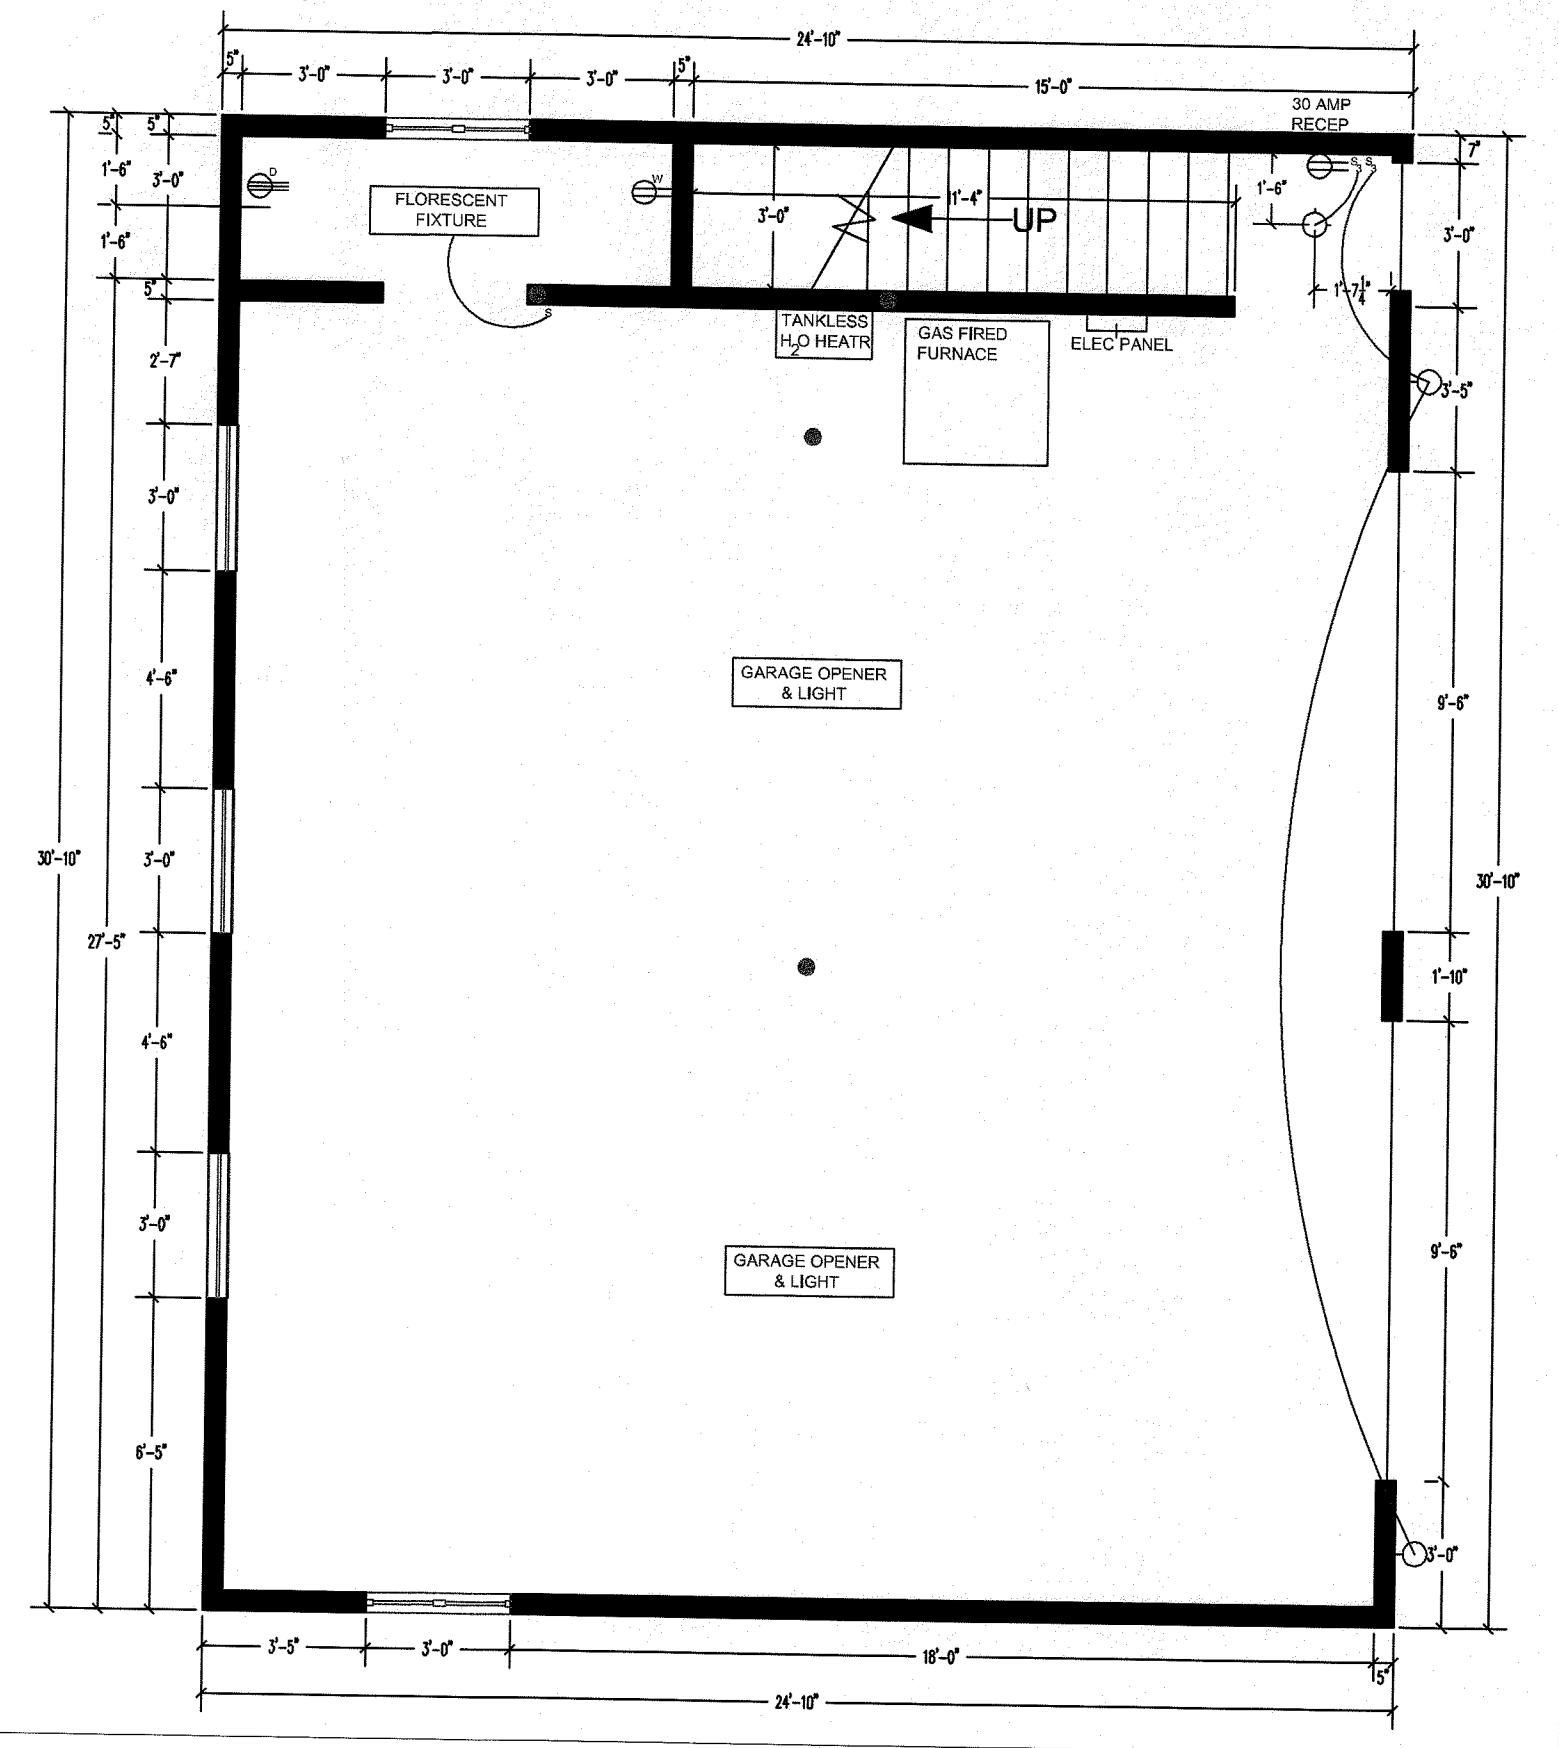 24'-10"
5"
3'-0"
3'-0"
3'-0"
5"
15'-0"
30 AMP
RECEP
5"
5"
7"
1'-6"
3'-0"
D
W
S3 S3
1'-6"
FLORESCENT
FIXTURE
3'-0"
11'-4"
UP
3'-0"
1'-6"
5"
1'-7 1/4"
S
TANKLESS
H2O HEATR
GAS FIRED
FURNACE
ELEC PANEL
2'-7"
3'-5"
3'-0"
4'-6"
GARAGE OPENER
& LIGHT
9'-6"
30'-10"
3'-0"
30'-10"
27'-5"
1'-10"
4'-6"
3'-0"
GARAGE OPENER
& LIGHT
9'-6"
6'-5"
3'-0"
3'-5"
3'-0"
18'-0"
5"
24'-10"